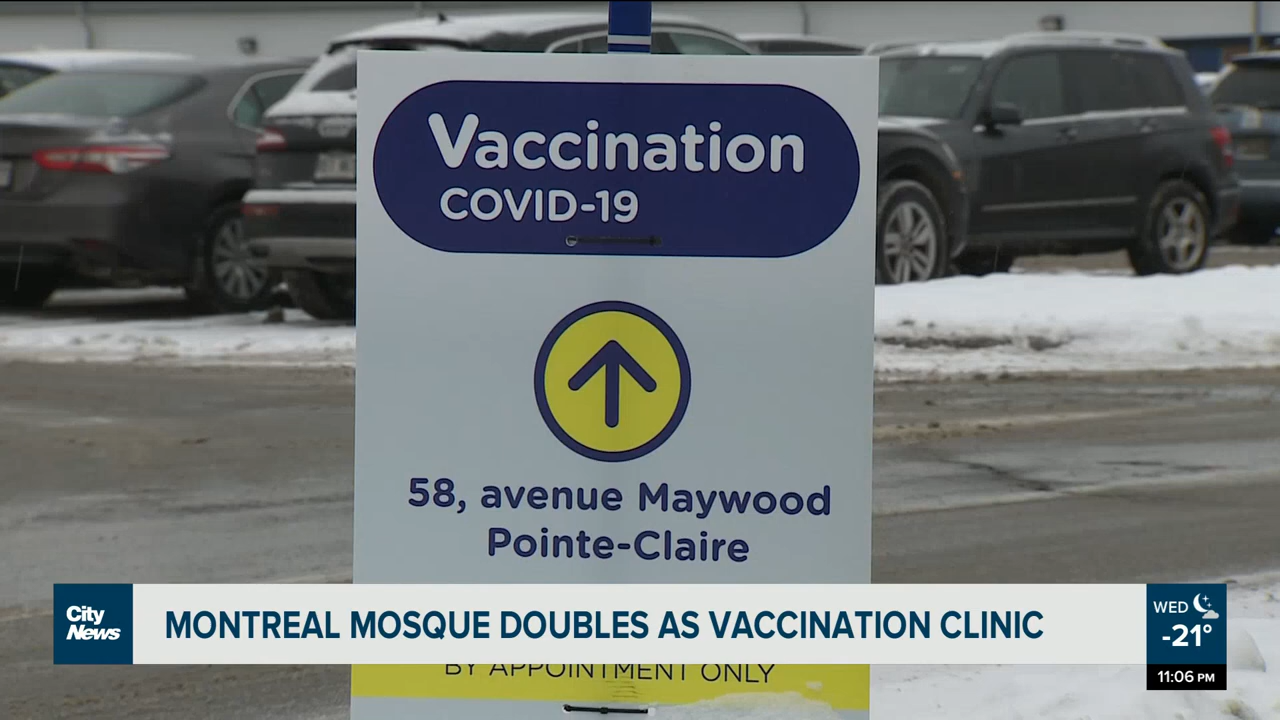 Vaccination
COVID-19
58, avenue Maywood
Pointe-Claire
City
News
MONTREAL MOSQUE DOUBLES AS VACCINATION CLINIC
WED
-21°
11:06 PM
BY APPOINTMENT ONLY